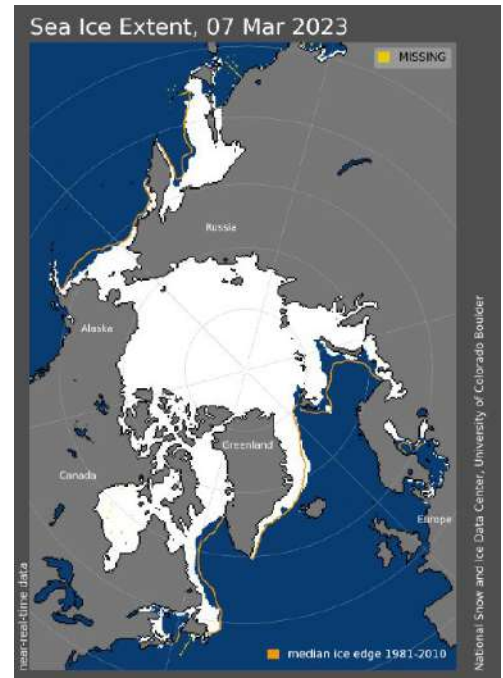 Sea Ice Extent, 07 Mar 2023
MISSING
Russia
Alaska
Greenland
Canada
Europe
near-real-time data
National Snow and Ice Data Center, University of Colorado Boulder
median ice edge 1981-2010